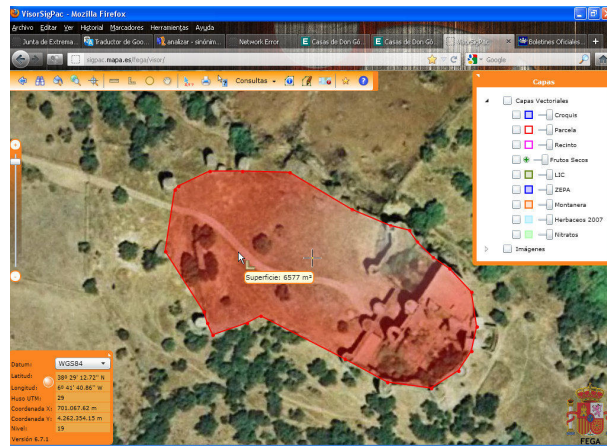 VisorSigPac - Mozilla Firefox
Archivo Editar Ver Historial Marcadores Herramientas Ayuda
Junta de Extrema... Traductor de Goo... analizar - sinónim... Network Error Casas de Don Gó... Casas de Don Gó... VisorSigPac Boletines Oficiales...
sigpac.mapa.es/fega/visor/ Google
Consultas
Capas
Capas Vectoriales
Croquis
Parcela
Recinto
Frutos Secos
LIC
ZEPA
Montanera
Herbaceos 2007
Nitratos
Imágenes
Superficie: 6577 m²
Datum: WGS84
Latitud: 38º 29' 12.72" N
Longitud: 6º 41' 40.86" W
Huso UTM: 29
Coordenada X: 701.067.62 m
Coordenada Y: 4.262.354.15 m
Nivel: 19
Versión 6.7.1
FEGA